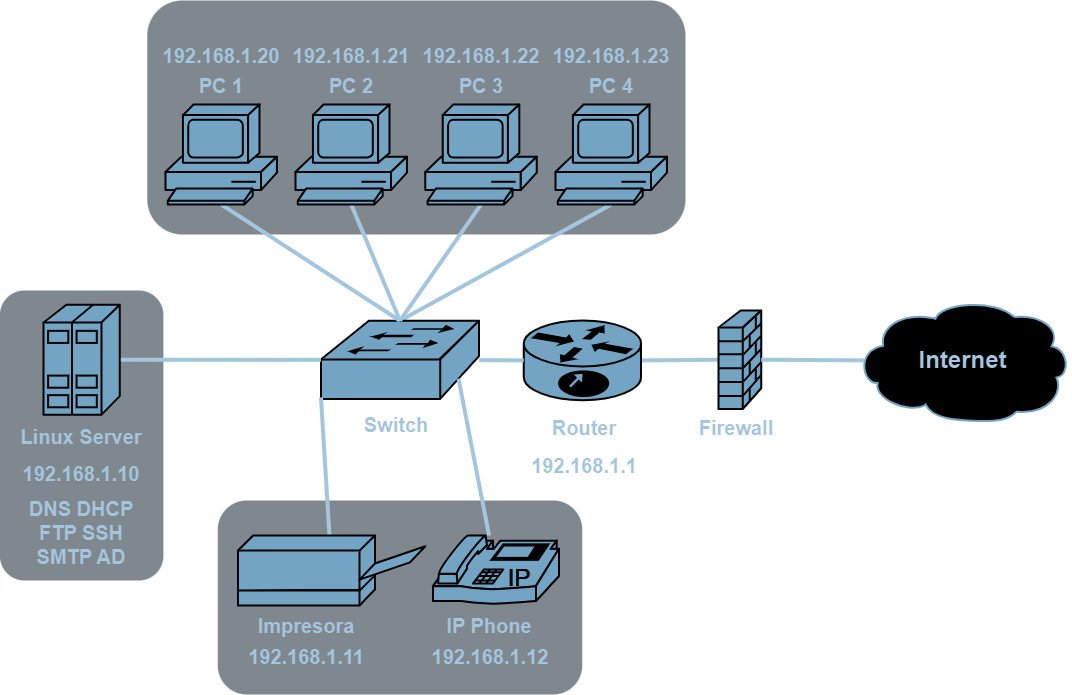 192.168.1.20 192.168.1.21 192.168.1.22 192.168.1.23
PC 1 PC 2 PC 3 PC 4
Internet
Switch
Router
Firewall
192.168.1.1
Linux Server
192.168.1.10
DNS DHCP
FTP SSH
SMTP AD
IP
Impresora
IP Phone
192.168.1.11
192.168.1.12